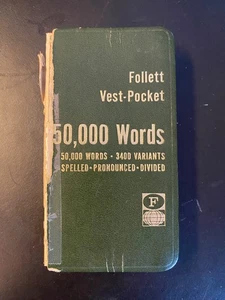 Follett
Vest-Pocket
50,000 Words
50,000 WORDS • 3400 VARIANTS
SPELLED • PRONOUNCED • DIVIDED
F